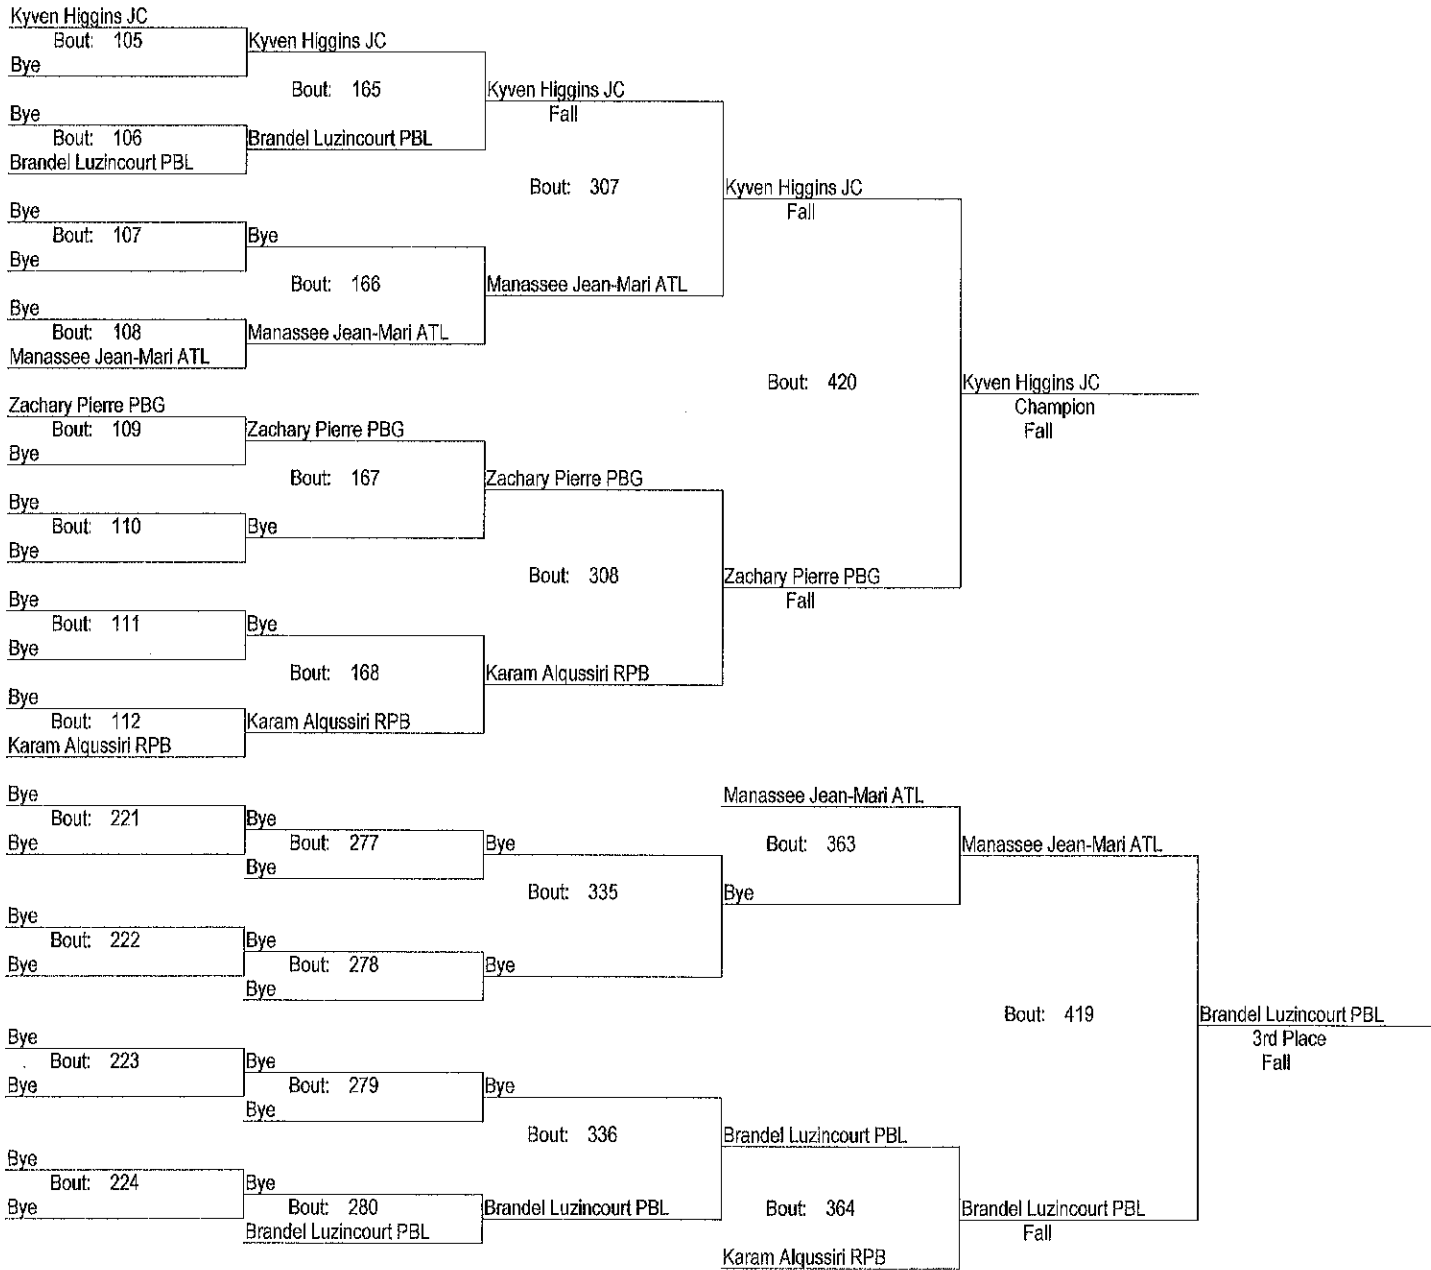 Kyven Higgins JC
Bout: 105
Bye
Kyven Higgins JC
Bout: 165
Bye
Bout: 106
Brandel Luzincourt PBL
Brandel Luzincourt PBL
Kyven Higgins JC
Fall
Bout: 307
Bye
Bout: 107
Bye
Bye
Bout: 166
Bye
Bout: 108
Manassee Jean-Mari ATL
Manassee Jean-Mari ATL
Manassee Jean-Mari ATL
Kyven Higgins JC
Fall
Bout: 420
Kyven Higgins JC
Champion
Fall
Zachary Pierre PBG
Bout: 109
Bye
Zachary Pierre PBG
Bout: 167
Bye
Bout: 110
Bye
Bye
Zachary Pierre PBG
Bout: 308
Bye
Bout: 111
Bye
Bye
Bout: 168
Bye
Bout: 112
Karam Alqussiri RPB
Karam Alqussiri RPB
Karam Alqussiri RPB
Zachary Pierre PBG
Fall
Bye
Bout: 221
Bye
Bye
Bout: 277
Bye
Bye
Bout: 335
Bye
Bout: 222
Bye
Bye
Bout: 278
Bye
Bye
Manassee Jean-Mari ATL
Bout: 363
Bye
Manassee Jean-Mari ATL
Bout: 419
Brandel Luzincourt PBL
3rd Place
Fall
Bye
Bout: 223
Bye
Bye
Bout: 279
Bye
Bye
Bout: 336
Bye
Bout: 224
Bye
Bye
Bout: 280
Brandel Luzincourt PBL
Brandel Luzincourt PBL
Brandel Luzincourt PBL
Bout: 364
Karam Alqussiri RPB
Brandel Luzincourt PBL
Fall